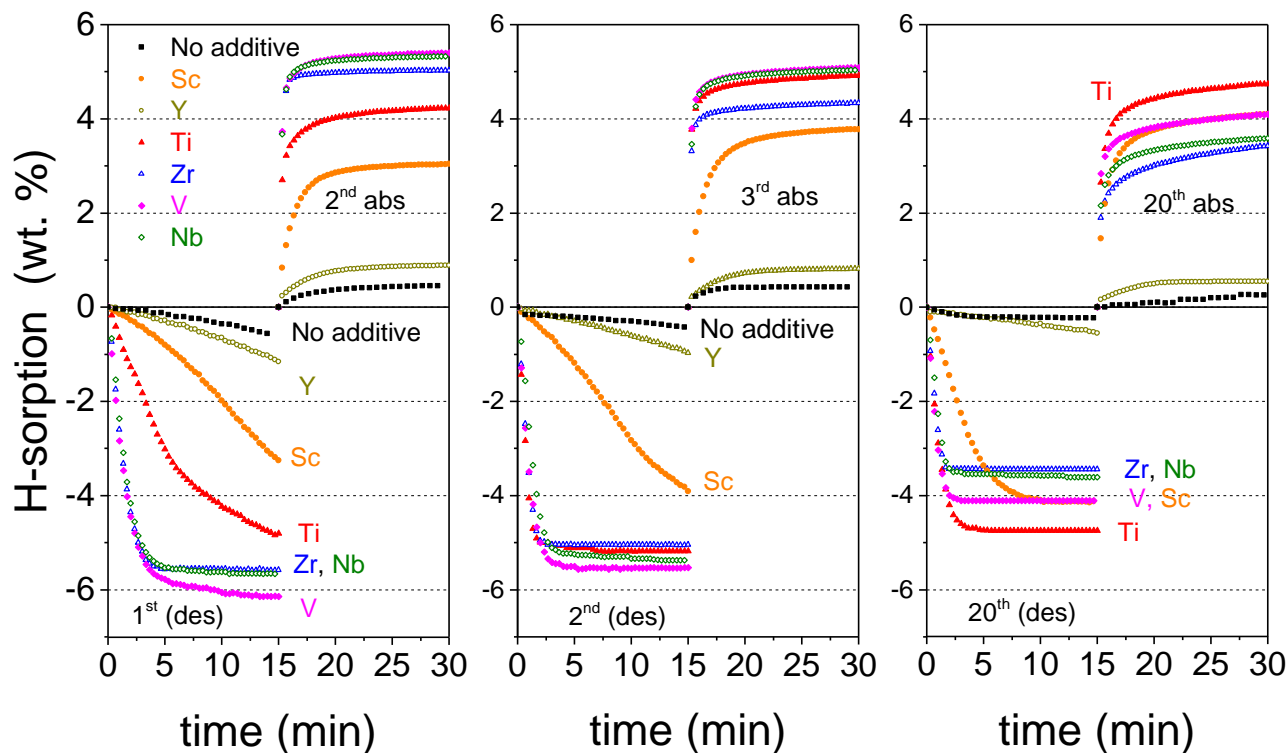 H-sorption (wt. %)
6
4
2
0
-2
-4
-6
No additive
Sc
Y
Ti
Zr
V
Nb
2nd abs
No additive
Y
Sc
Ti
Zr, Nb
V
1st (des)
0 5 10 15 20 25 30
time (min)
6
4
2
0
-2
-4
-6
3rd abs
No additive
Y
Sc
2nd (des)
0 5 10 15 20 25 30
time (min)
6
4
2
0
-2
-4
-6
Ti
20th abs
Zr, Nb
V, Sc
Ti
20th (des)
0 5 10 15 20 25 30
time (min)